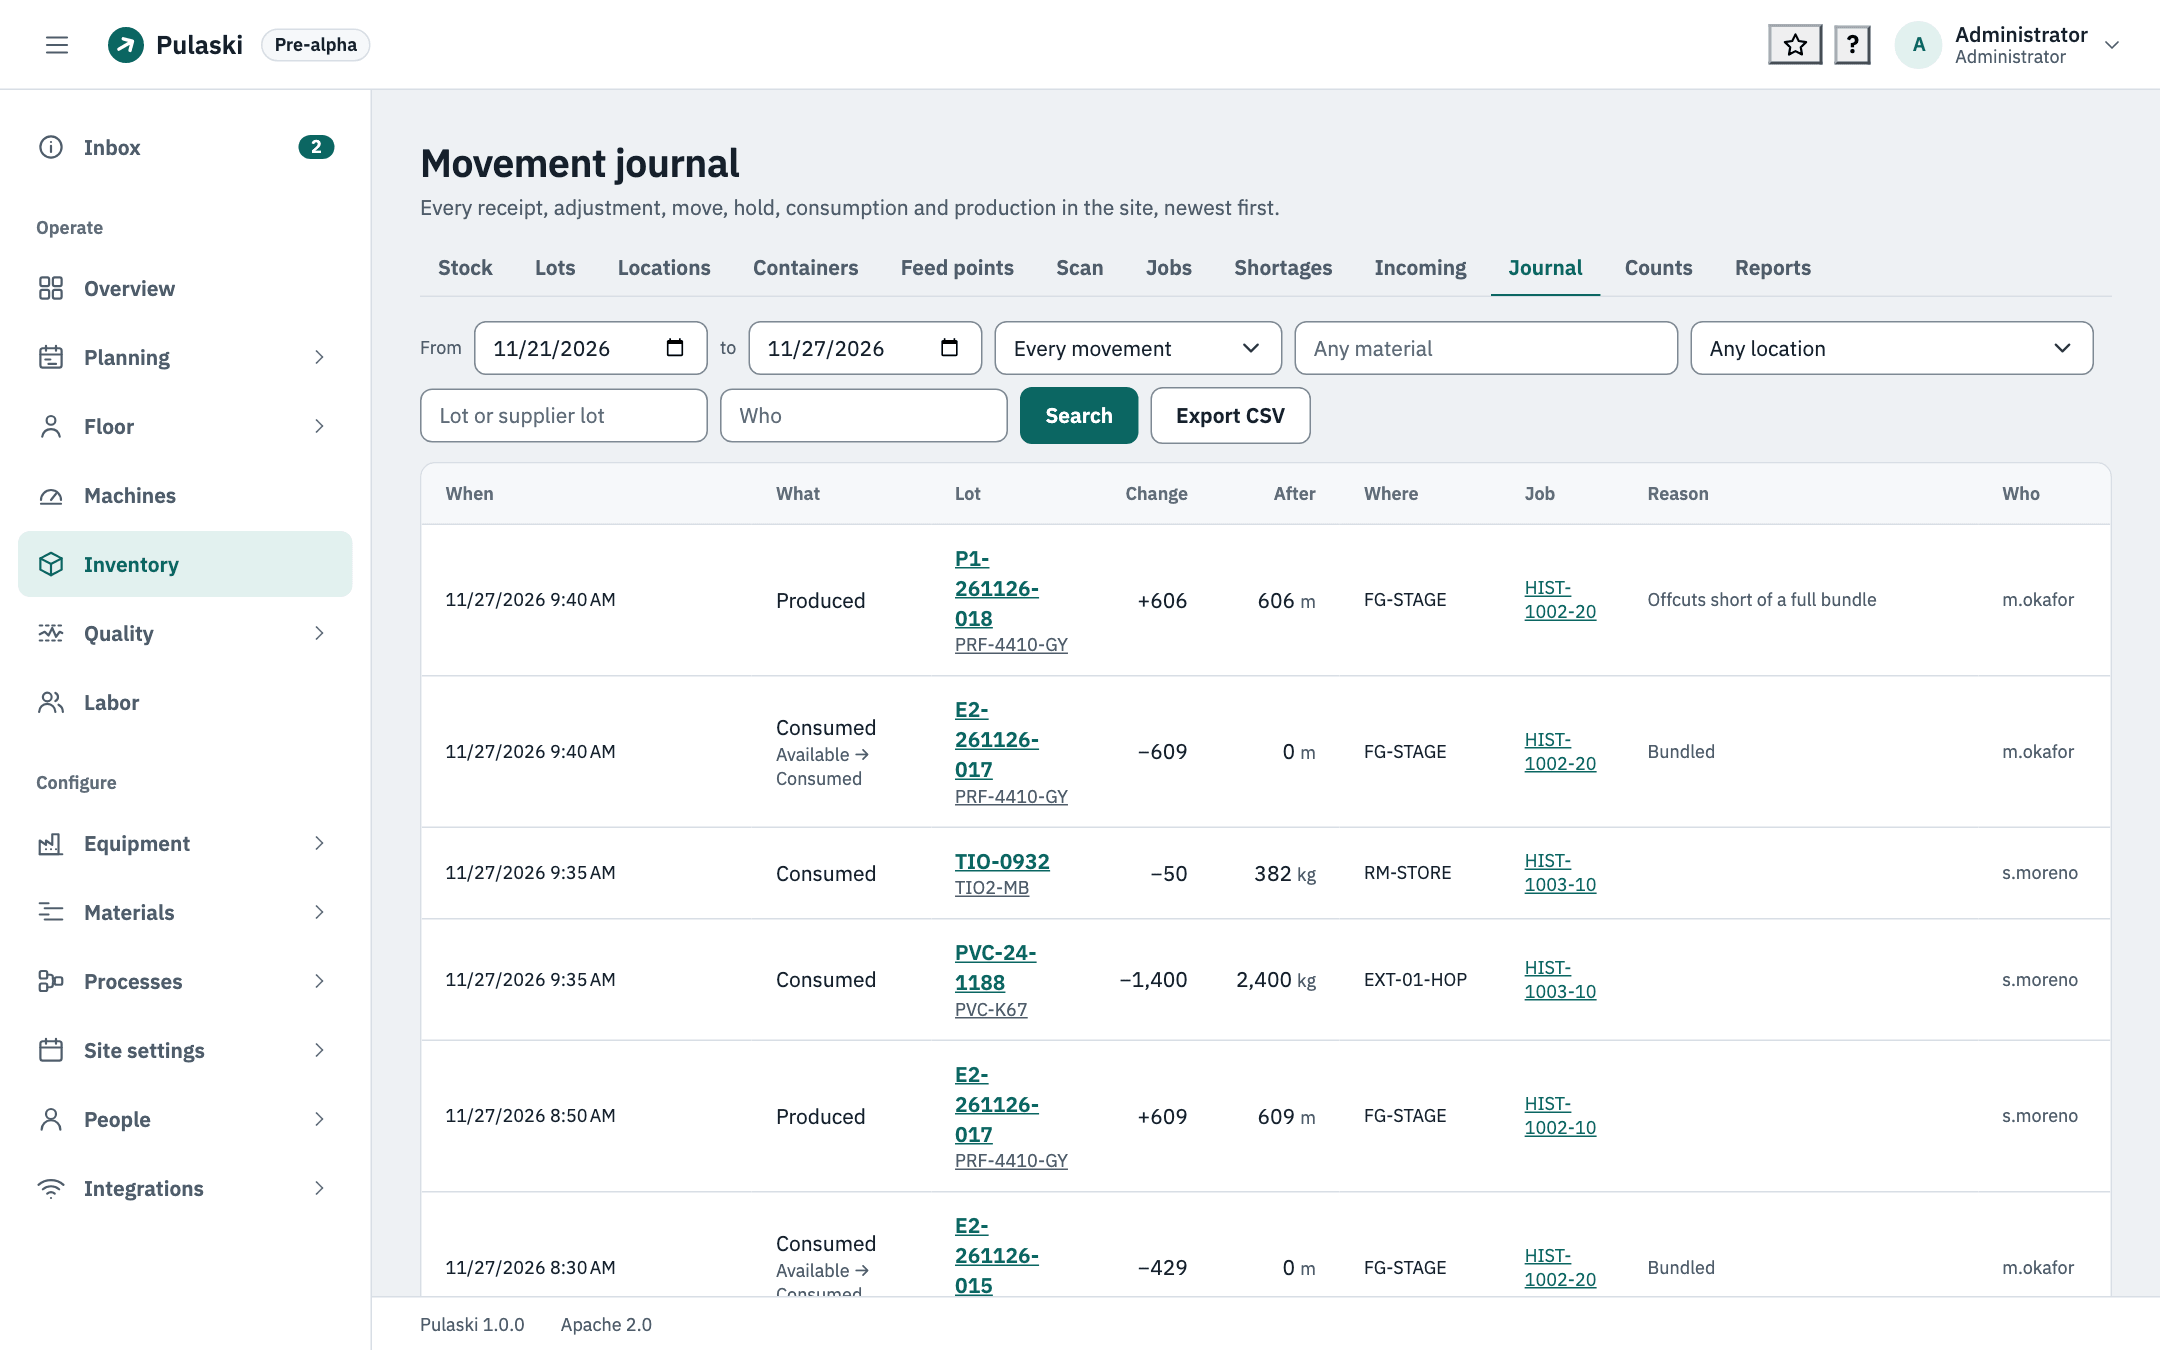 Pulaski
Pre-alpha
?
A
Administrator
Administrator
Inbox
2
Operate
Overview
Planning
Floor
Machines
Inventory
Quality
Labor
Configure
Equipment
Materials
Processes
Site settings
People
Integrations
Movement journal
Every receipt, adjustment, move, hold, consumption and production in the site, newest first.
Stock Lots Locations Containers Feed points Scan Jobs Shortages Incoming Journal Counts Reports
From 11/21/2026 to 11/27/2026 Every movement Any material Any location
Lot or supplier lot Who Search Export CSV
When What Lot Change After Where Job Reason Who
11/27/2026 9:40 AM
Produced
P1-
261126-
018
PRF-4410-GY
+606
606 m
FG-STAGE
HIST-
1002-20
Offcuts short of a full bundle
m.okafor
11/27/2026 9:40 AM
Consumed
Available →
Consumed
E2-
261126-
017
PRF-4410-GY
−609
0 m
FG-STAGE
HIST-
1002-20
Bundled
m.okafor
11/27/2026 9:35 AM
Consumed
TIO-0932
TIO2-MB
−50
382 kg
RM-STORE
HIST-
1003-10
s.moreno
11/27/2026 9:35 AM
Consumed
PVC-24-
1188
PVC-K67
−1,400
2,400 kg
EXT-01-HOP
HIST-
1003-10
s.moreno
11/27/2026 8:50 AM
Produced
E2-
261126-
017
PRF-4410-GY
+609
609 m
FG-STAGE
HIST-
1002-10
s.moreno
11/27/2026 8:30 AM
Consumed
Available →
Consumed
E2-
261126-
015
−429
0 m
FG-STAGE
HIST-
1002-20
Bundled
m.okafor
Pulaski 1.0.0 Apache 2.0